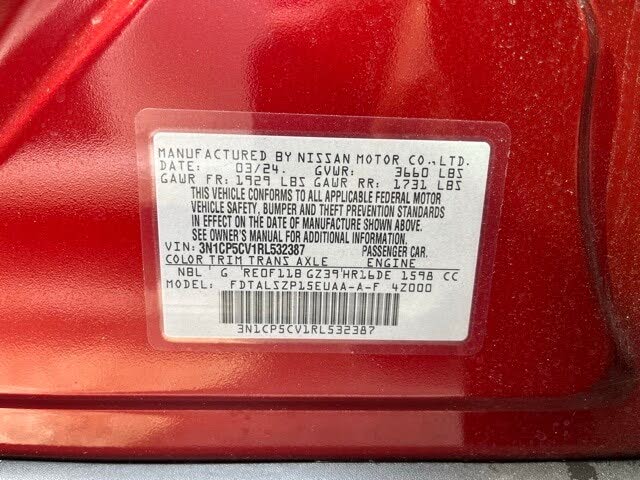 MANUFACTURED BY NISSAN MOTOR CO.,LTD.
DATE: 03/24. GVWR: 3660 LBS
GAWR FR: 1929 LBS GAWR RR: 1731 LBS
THIS VEHICLE CONFORMS TO ALL APPLICABLE FEDERAL MOTOR
VEHICLE SAFETY, BUMPER AND THEFT PREVENTION STANDARDS
IN EFFECT ON THE DATE OF MANUFACTURE SHOWN ABOVE.
SEE OWNER'S MANUAL FOR ADDITIONAL INFORMATION.
VIN: 3N1CP5CV1RL532387 PASSENGER CAR.
COLOR TRIM TRANS AXLE ENGINE
NBL G RE0F11B GZ39 HR16DE 1598 CC
MODEL: FDTALSZP15EUAA-A-F 4Z000
3N1CP5CV1RL532387